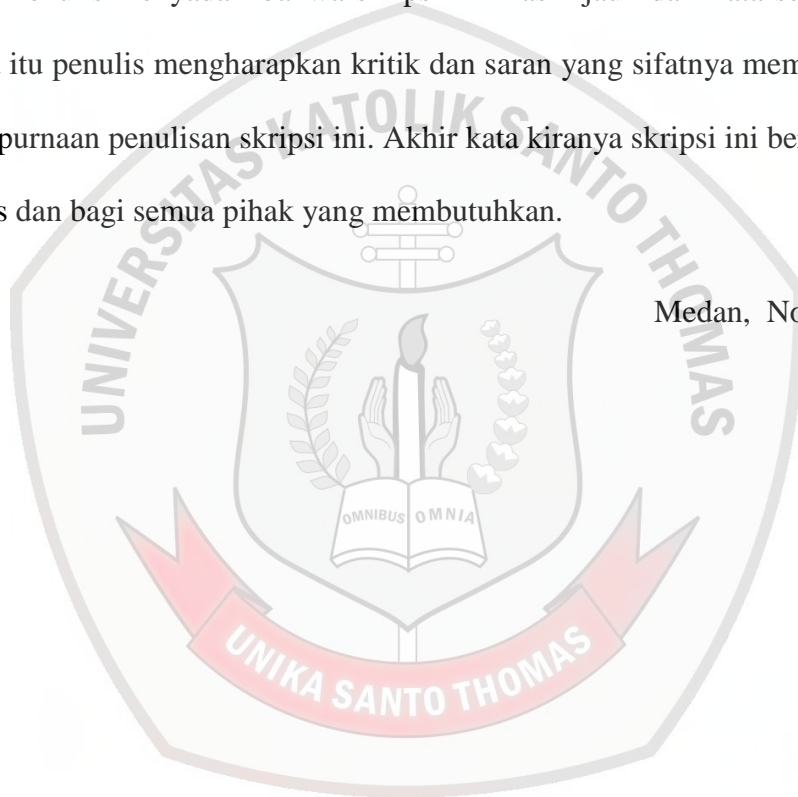 itu penulis mengharapkan kritik dan saran yang sifatnya mem
purnaan penulisan skripsi ini. Akhir kata kiranya skripsi ini be
s dan bagi semua pihak yang membutuhkan.
Medan, No
UNIVERSITAS KATOLIK SANTO THOMAS
OMNIBUS OMNIA
UNIKA SANTO THOMAS